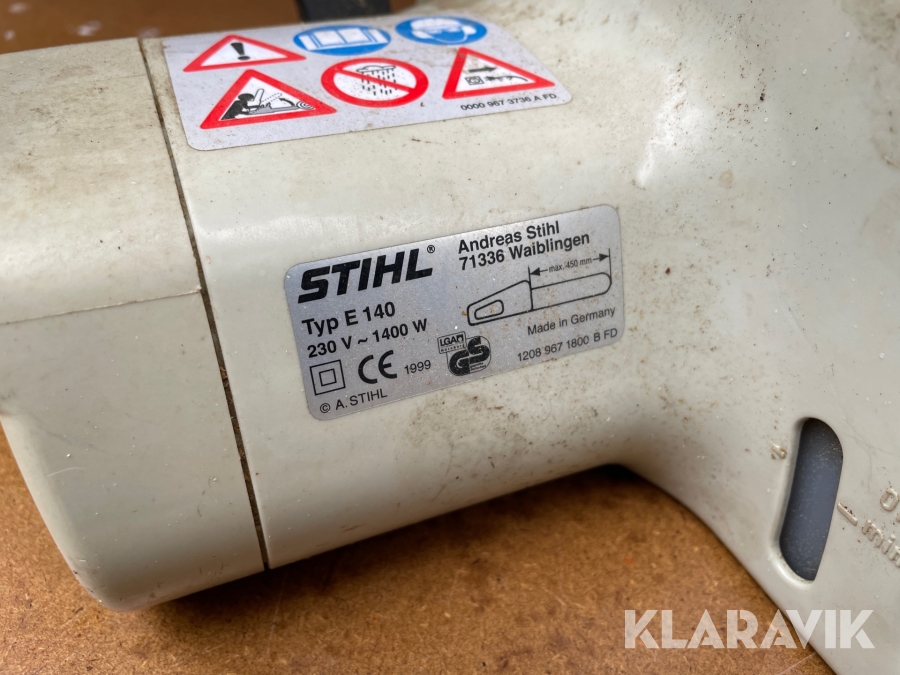 0000 967 3736 A FD
STIHL®
Andreas Stihl
71336 Waiblingen
max. 450 mm
Typ E 140
230 V ~ 1400 W
Made in Germany
CE 1999
LGA
GS
1208 967 1800 B FD
© A. STIHL
KLARAVIK